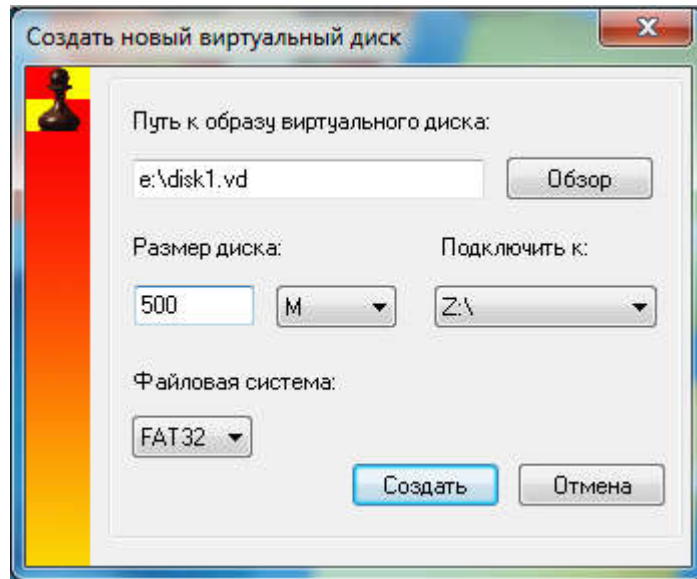 Создать новый виртуальный диск
Путь к образу виртуального диска:
e:\disk1.vd
Обзор
Размер диска:
Подключить к:
500
M
Z:\
Файловая система:
FAT32
Создать
Отмена